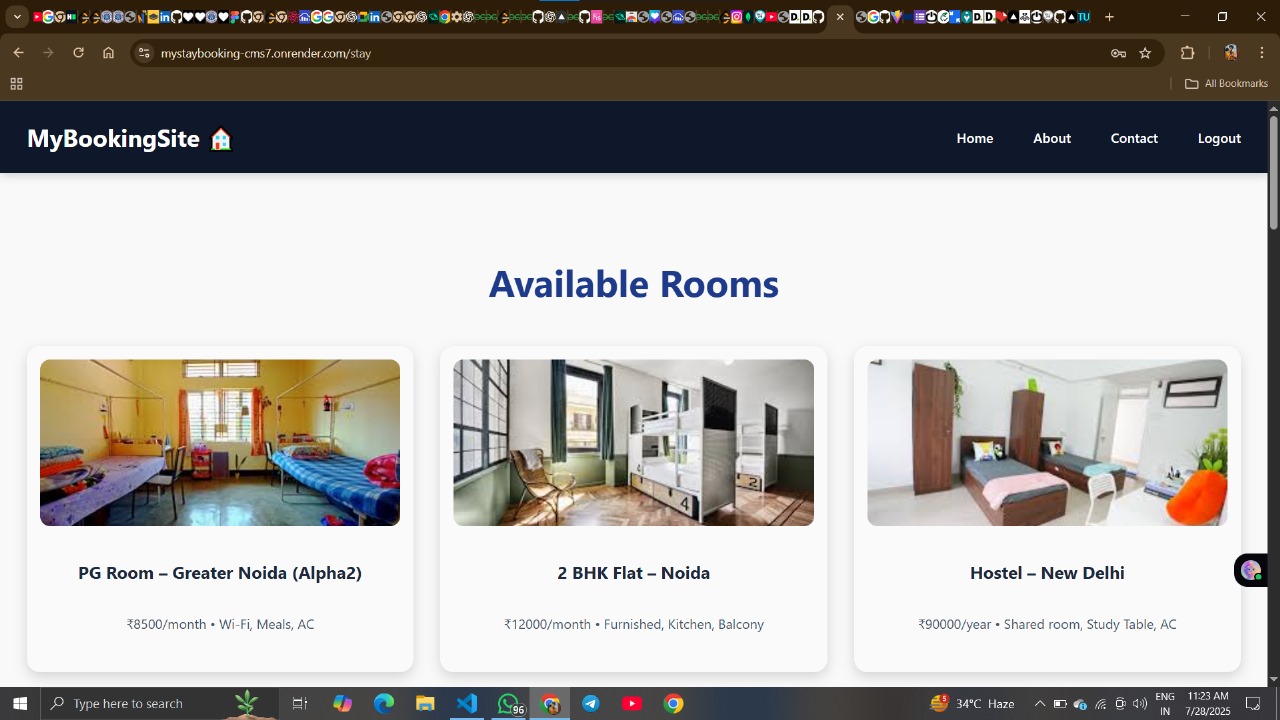 mystaybooking-cms7.onrender.com/stay
All Bookmarks
MyBookingSite
Home About Contact Logout
Available Rooms
4
2
PG Room – Greater Noida (Alpha2)
₹8500/month • Wi-Fi, Meals, AC
2 BHK Flat – Noida
₹12000/month • Furnished, Kitchen, Balcony
Hostel – New Delhi
₹90000/year • Shared room, Study Table, AC
Type here to search
96
5
34°C Haze
ENG
IN
11:23 AM
7/28/2025